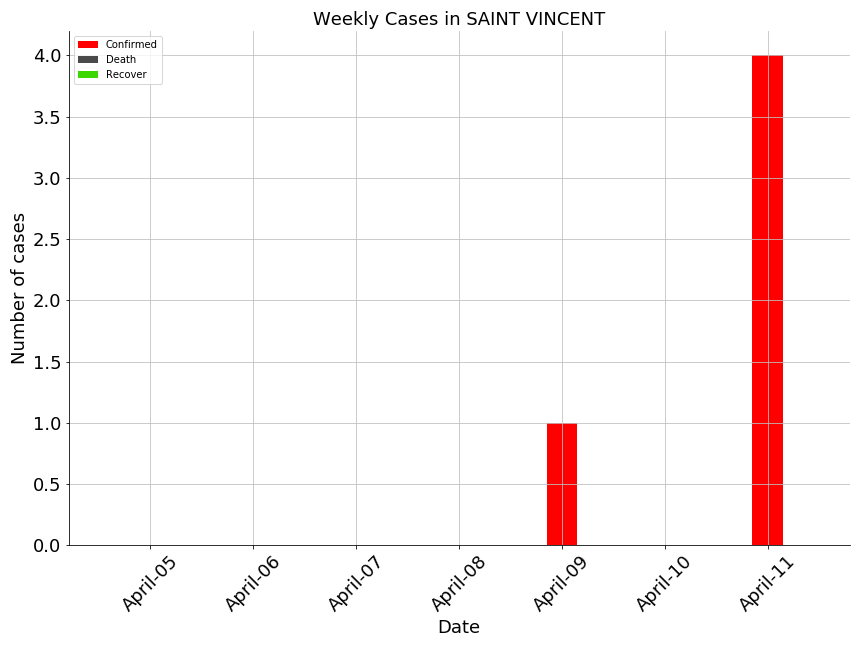 Weekly Cases in SAINT VINCENT
Confirmed
Death
Recover
4.0
3.5
3.0
2.5
2.0
1.5
1.0
0.5
0.0
Number of cases
April-05
April-06
April-07
April-08
April-09
April-10
April-11
Date